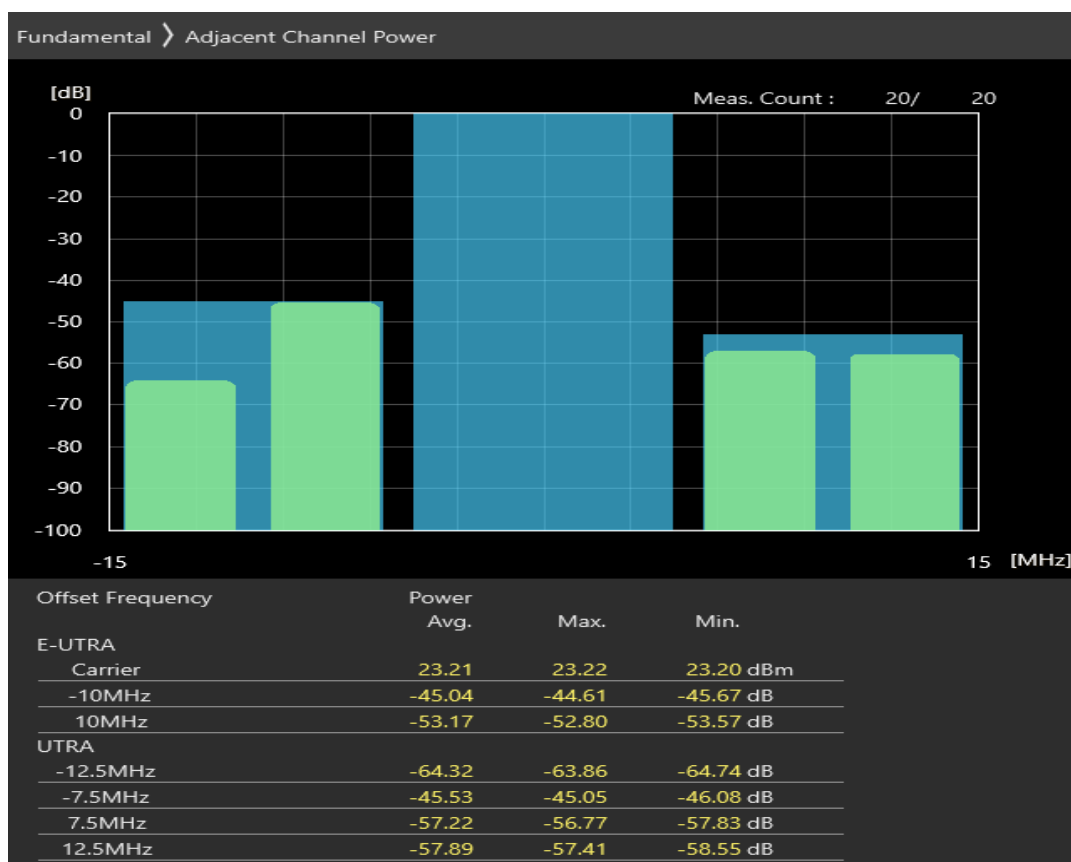 Fundamental 〉 Adjacent Channel Power
[dB]
Meas. Count : 20/ 20
0
-10
-20
-30
-40
-50
-60
-70
-80
-90
-100
-15 15 [MHz]
Offset Frequency Power
Avg. Max. Min.
E-UTRA
Carrier 23.21 23.22 23.20 dBm
-10MHz -45.04 -44.61 -45.67 dB
10MHz -53.17 -52.80 -53.57 dB
UTRA
-12.5MHz -64.32 -63.86 -64.74 dB
-7.5MHz -45.53 -45.05 -46.08 dB
7.5MHz -57.22 -56.77 -57.83 dB
12.5MHz -57.89 -57.41 -58.55 dB